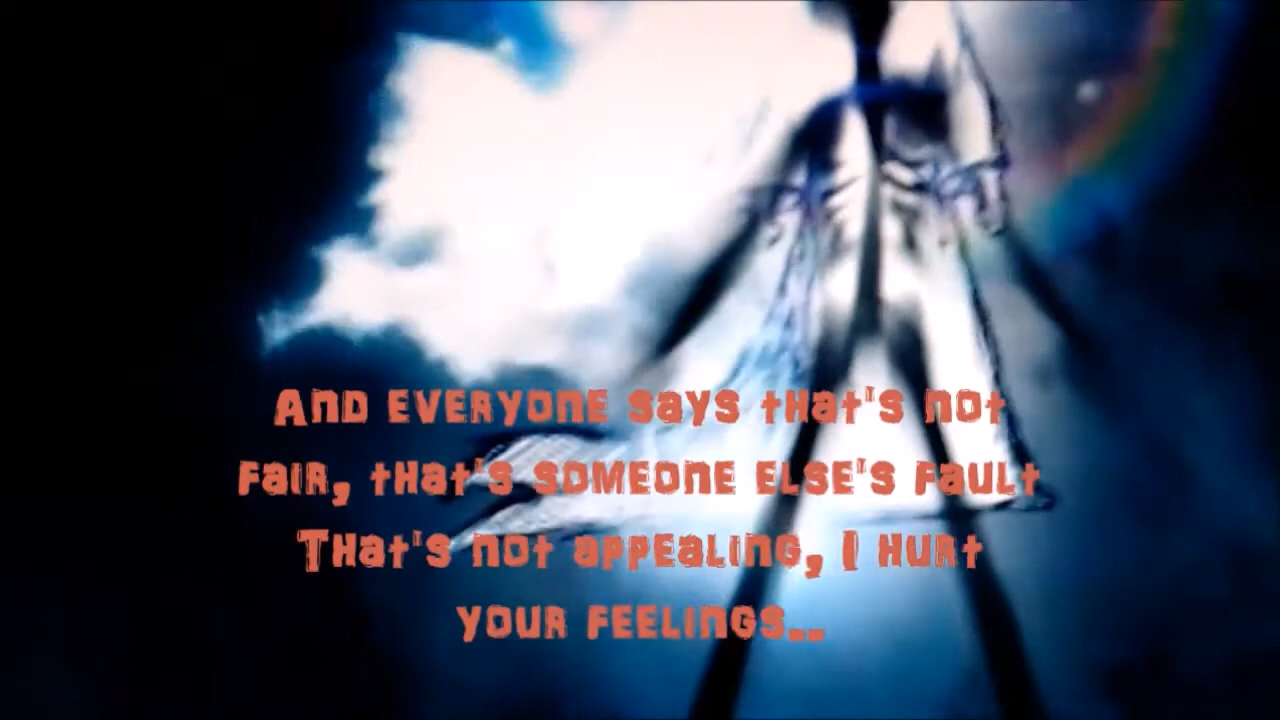 And everyone says that's not
fair, that's someone else's fault
That's not appealing, I hurt
your feelings..